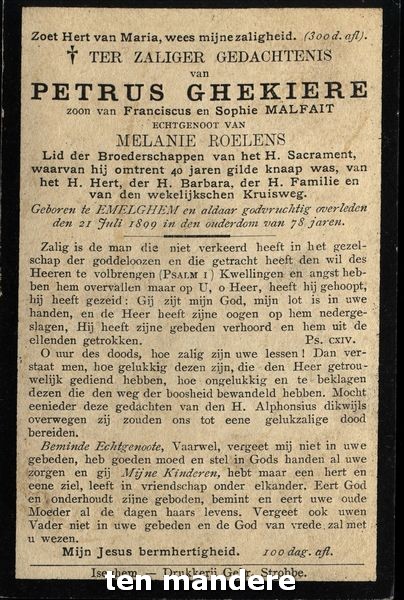 Zoet Hert van Maria, wees mijne zaligheid. (300 d. afl).
† TER ZALIGER GEDACHTENIS
van
PETRUS GHEKIERE
zoon van Franciscus en Sophie MALFAIT
ECHTGENOOT VAN
MELANIE ROELENS
Lid der Broederschappen van het H. Sacrament,
waarvan hij omtrent 40 jaren gilde knaap was, van
het H. Hert, der H. Barbara, der H. Familie en
van den wekelijkschen Kruisweg.
Geboren te EMELGHEM en aldaar godvruchtig overleden
den 21 Juli 1899 in den ouderdom van 78 jaren.
Zalig is de man die niet verkeerd heeft in het gezel-
schap der goddeloozen en die getracht heeft den wil des
Heeren te volbrengen (PSALM I) Kwellingen en angst heb-
ben hem overvallen maar op U, o Heer, heeft hij gehoopt,
hij heeft gezeid: Gij zijt mijn God, mijn lot is in uwe
handen, en de Heer heeft zijne oogen op hem nederge-
slagen, Hij heeft zijne gebeden verhoord en hem uit de
ellenden getrokken. Ps. CXIV.
O uur des doods, hoe zalig zijn uwe lessen! Dan ver-
staat men, hoe gelukkig dezen zijn, die den Heer getrou-
welijk gediend hebben, hoe ongelukkig en te beklagen
dezen die den weg der boosheid bewandeld hebben. Mocht
eenieder deze gedachten van den H. Alphonsius dikwijls
overwegen zij zouden ons tot eene gelukzalige dood
bereiden.
Beminde Echtgenoote, Vaarwel, vergeet mij niet in uwe
gebeden, heb goeden moed en stel in Gods handen al uwe
zorgen en gij Mijne Kinderen, hebt maar een hert en
eene ziel, leeft in vriendschap onder elkander. Eert God
en onderhoudt zijne geboden, bemint en eert uwe oude
Moeder al de dagen haars levens. Vergeet ook uwen
Vader niet in uwe gebeden en de God van vrede zal met
u wezen.
Mijn Jesus bermhertigheid. 100 dag. afl.
Iseghem. — Drukkerij Strobbe.
ten mandere